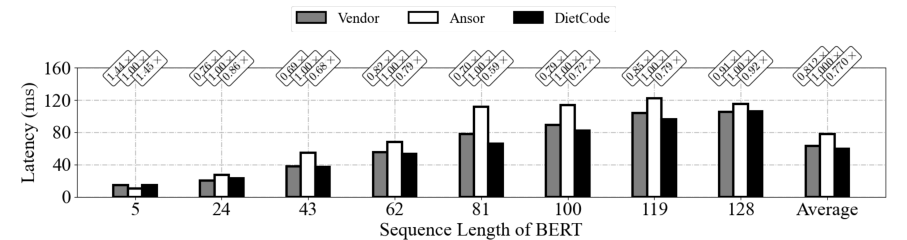 Vendor Ansor DietCode
1.44 × 1.00 × 1.45 ×
0.76 × 1.00 × 0.86 ×
0.69 × 1.00 × 0.68 ×
0.82 × 1.00 × 0.79 ×
0.70 × 1.00 × 0.59 ×
0.79 × 1.00 × 0.72 ×
0.85 × 1.00 × 0.79 ×
0.91 × 1.00 × 0.92 ×
0.812 × 1.000 × 0.770 ×
160
120
80
40
0
Latency (ms)
5 24 43 62 81 100 119 128 Average
Sequence Length of BERT